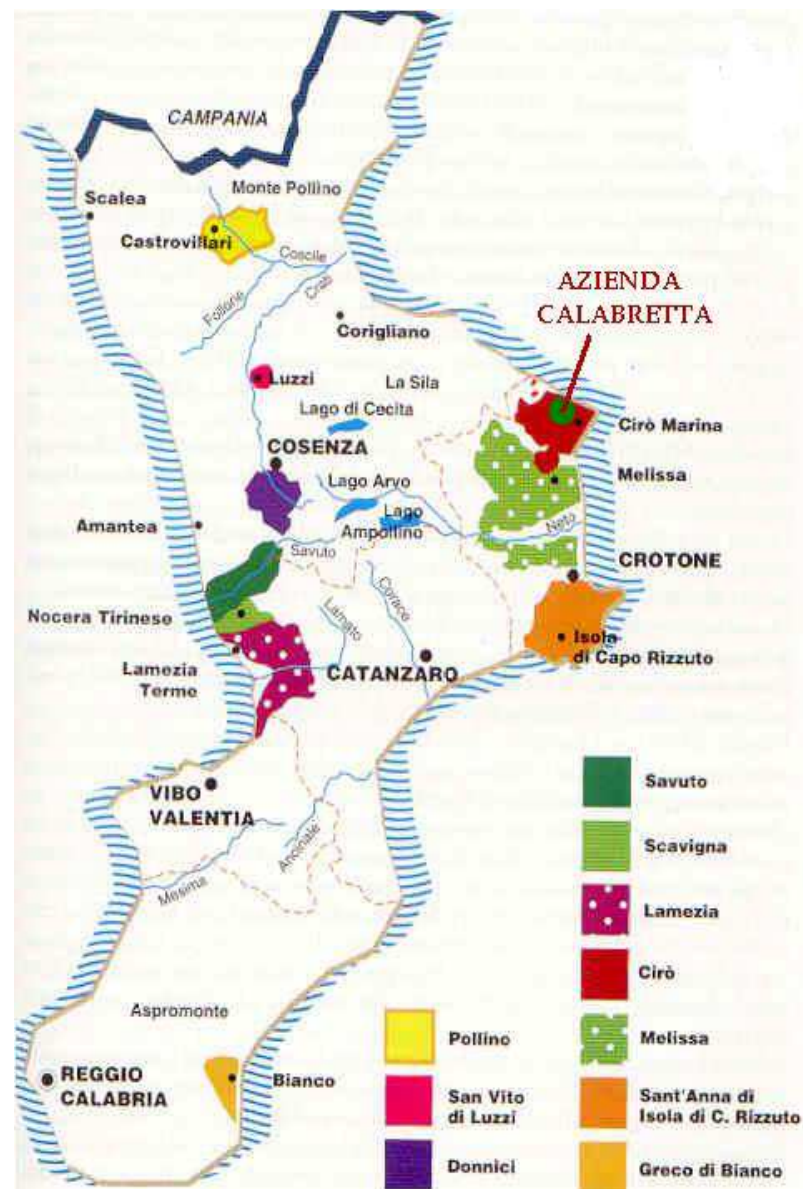 CAMPANIA
Monte Pollino
Scalea
Castrovillari
Coscile
Follone
Crab
AZIENDA
CALABRETTA
Corigliano
Luzzi
La Sila
Lago di Cecita
Cirò Marina
COSENZA
Melissa
Lago Arvo
Lago
Ampollino
Neto
Amantea
Savuto
CROTONE
Nocera Tirinese
Lamato
Corace
Isola
di Capo Rizzuto
Lamezia
Terme
CATANZARO
VIBO
VALENTIA
Ancinale
Mesima
Aspromonte
REGGIO
CALABRIA
Bianco
Savuto
Scavigna
Lamezia
Cirò
Melissa
Sant'Anna di
Isola di C. Rizzuto
Greco di Bianco
Pollino
San Vito
di Luzzi
Donnici